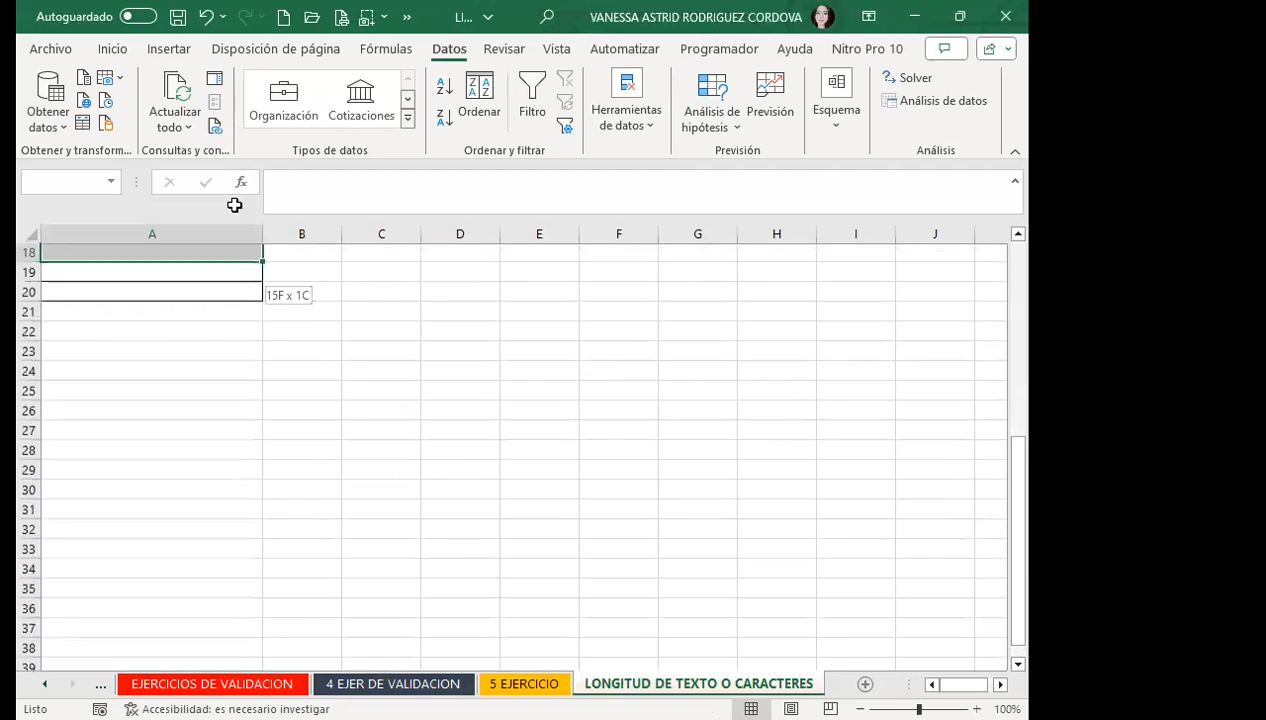 Autoguardado
LI...
VANESSA ASTRID RODRIGUEZ CORDOVA
Archivo Inicio Insertar Disposición de página Fórmulas Datos Revisar Vista Automatizar Programador Ayuda Nitro Pro 10
Obtener datos
Actualizar todo
Organización
Cotizaciones
Ordenar
Filtro
Herramientas de datos
Análisis de hipótesis
Previsión
Esquema
Solver
Análisis de datos
Obtener y transform... Consultas y con... Tipos de datos Ordenar y filtrar Previsión Análisis
fx
A B C D E F G H I J
18
19
20
15F x 1C
21
22
23
24
25
26
27
28
29
30
31
32
33
34
35
36
37
38
39
... EJERCICIOS DE VALIDACION 4 EJER DE VALIDACION 5 EJERCICIO LONGITUD DE TEXTO O CARACTERES
Listo Accesibilidad: es necesario investigar 100%